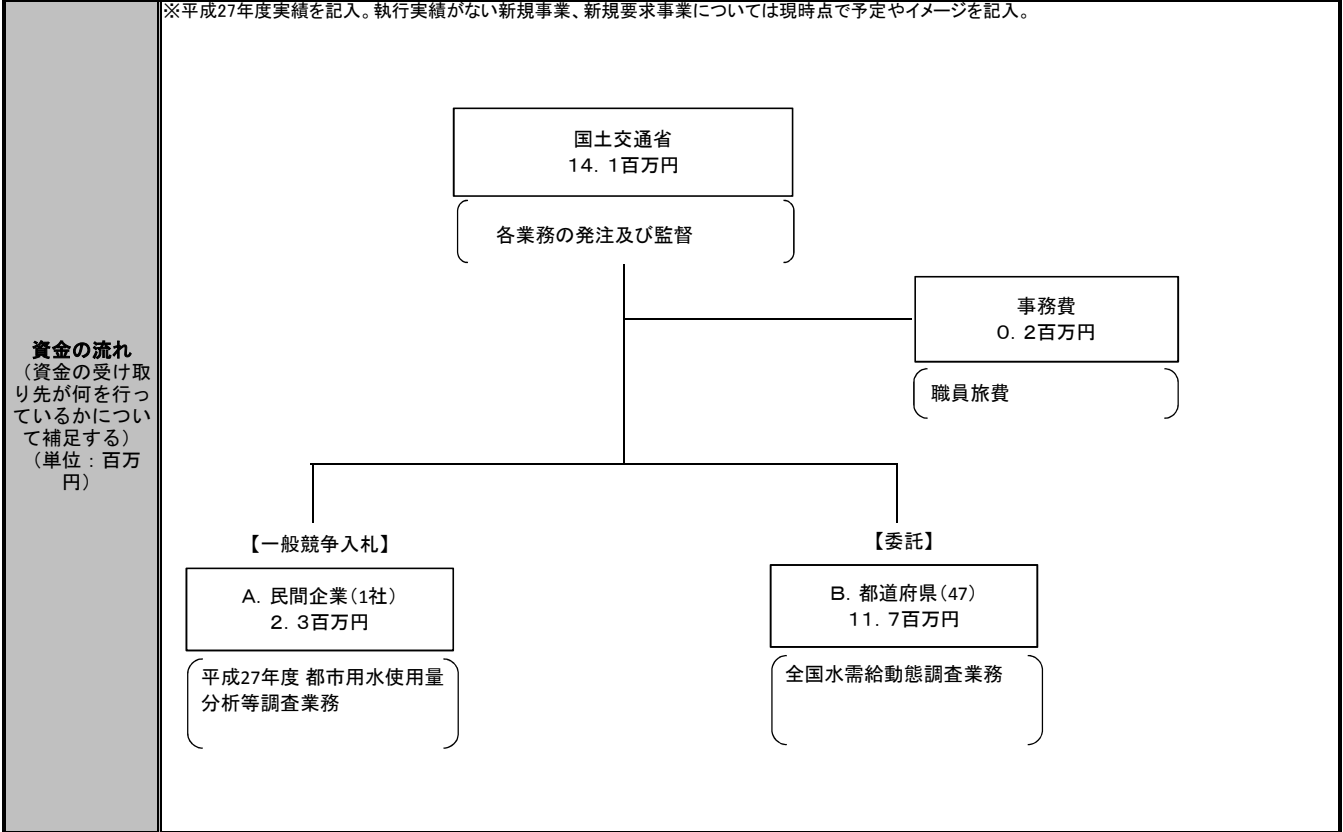 ※平成27年度実績を記入。執行実績がない新規事業、新規要求事業については現時点で予定やイメージを記入。
資金の流れ
（資金の受け取
り先が何を行っ
ているかについ
て補足する）
（単位：百万
円）
国土交通省
１４．１百万円
各業務の発注及び監督
事務費
０．２百万円
職員旅費
【一般競争入札】
Ａ．民間企業（1社）
２．３百万円
平成27年度 都市用水使用量
分析等調査業務
【委託】
Ｂ．都道府県（47）
１１．７百万円
全国水需給動態調査業務